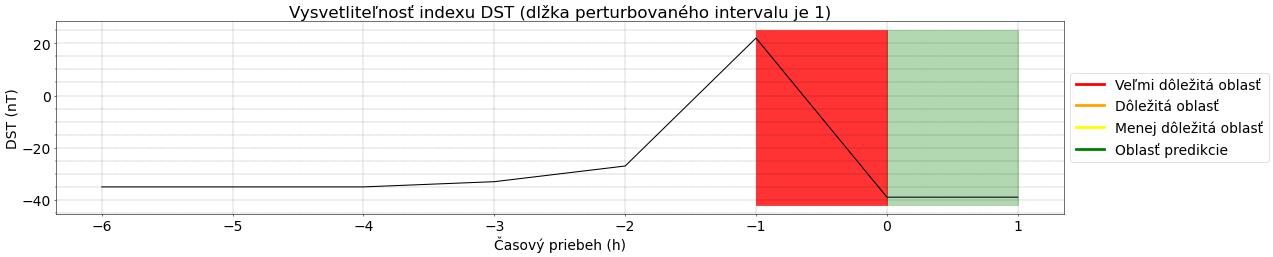 Vysvetliteľnosť indexu DST (dĺžka perturbovaného intervalu je 1)
DST (nT)
20
0
−20
−40
−6 −5 −4 −3 −2 −1 0 1
Časový priebeh (h)
Veľmi dôležitá oblasť
Dôležitá oblasť
Menej dôležitá oblasť
Oblasť predikcie